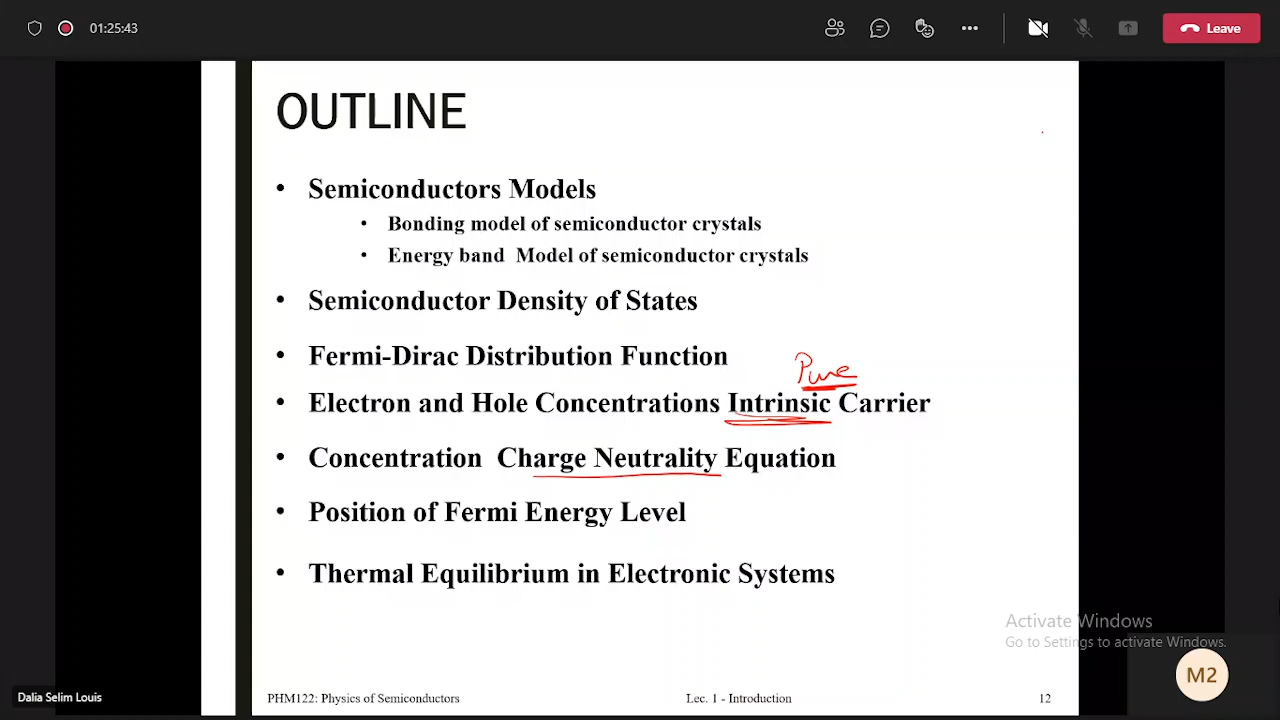 01:25:43
Leave
OUTLINE
• Semiconductors Models
• Bonding model of semiconductor crystals
• Energy band Model of semiconductor crystals
• Semiconductor Density of States
• Fermi-Dirac Distribution Function
Pure
• Electron and Hole Concentrations Intrinsic Carrier
• Concentration Charge Neutrality Equation
• Position of Fermi Energy Level
• Thermal Equilibrium in Electronic Systems
Activate Windows
Go to Settings to activate Windows.
M2
Dalia Selim Louis
PHM122: Physics of Semiconductors
Lec. 1 - Introduction
12